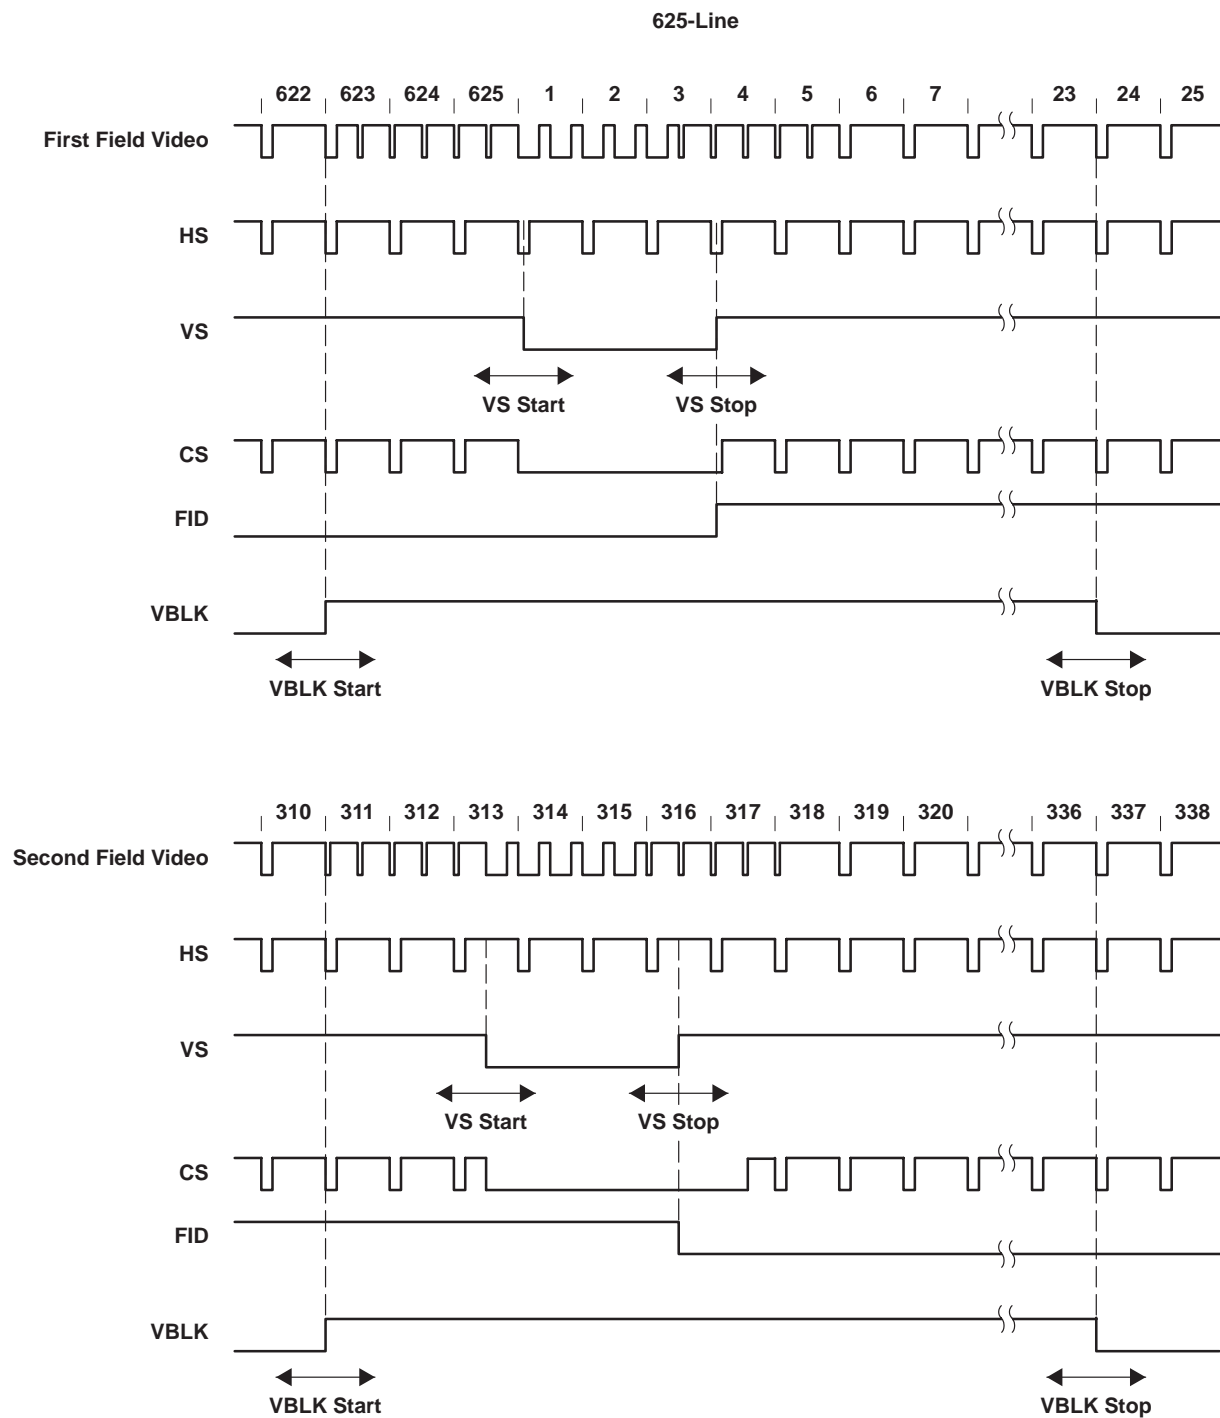 625-Line
622 623 624 625 1 2 3 4 5 6 7 23 24 25
First Field Video
HS
VS
VS Start VS Stop
CS
FID
VBLK
VBLK Start VBLK Stop
310 311 312 313 314 315 316 317 318 319 320 336 337 338
Second Field Video
HS
VS
VS Start VS Stop
CS
FID
VBLK
VBLK Start VBLK Stop